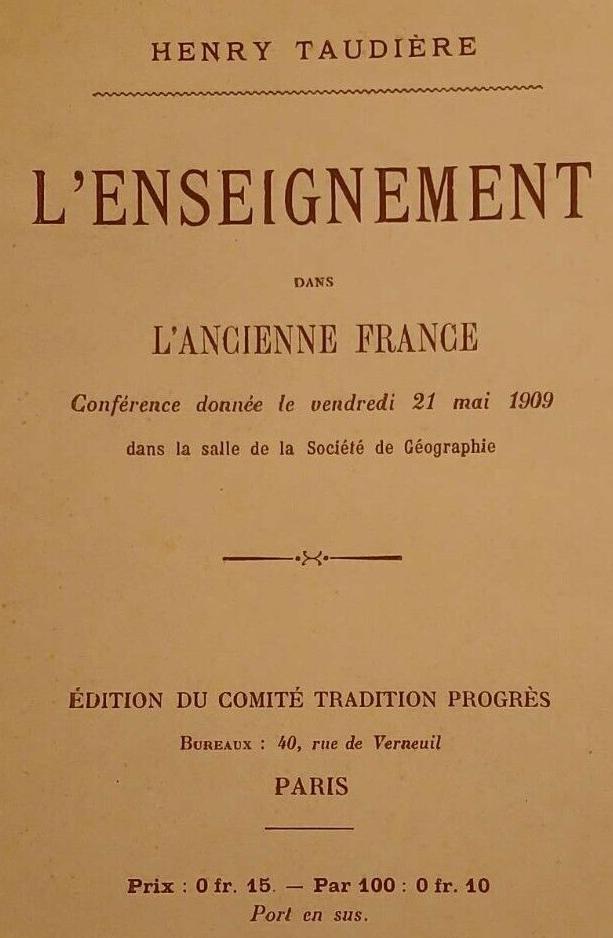 HENRY TAUDIÈRE
L'ENSEIGNEMENT
DANS
L'ANCIENNE FRANCE
Conférence donnée le vendredi 21 mai 1909
dans la salle de la Société de Géographie
ÉDITION DU COMITÉ TRADITION PROGRÈS
BUREAUX : 40, rue de Verneuil
PARIS
Prix : 0 fr. 15. — Par 100 : 0 fr. 10
Port en sus.